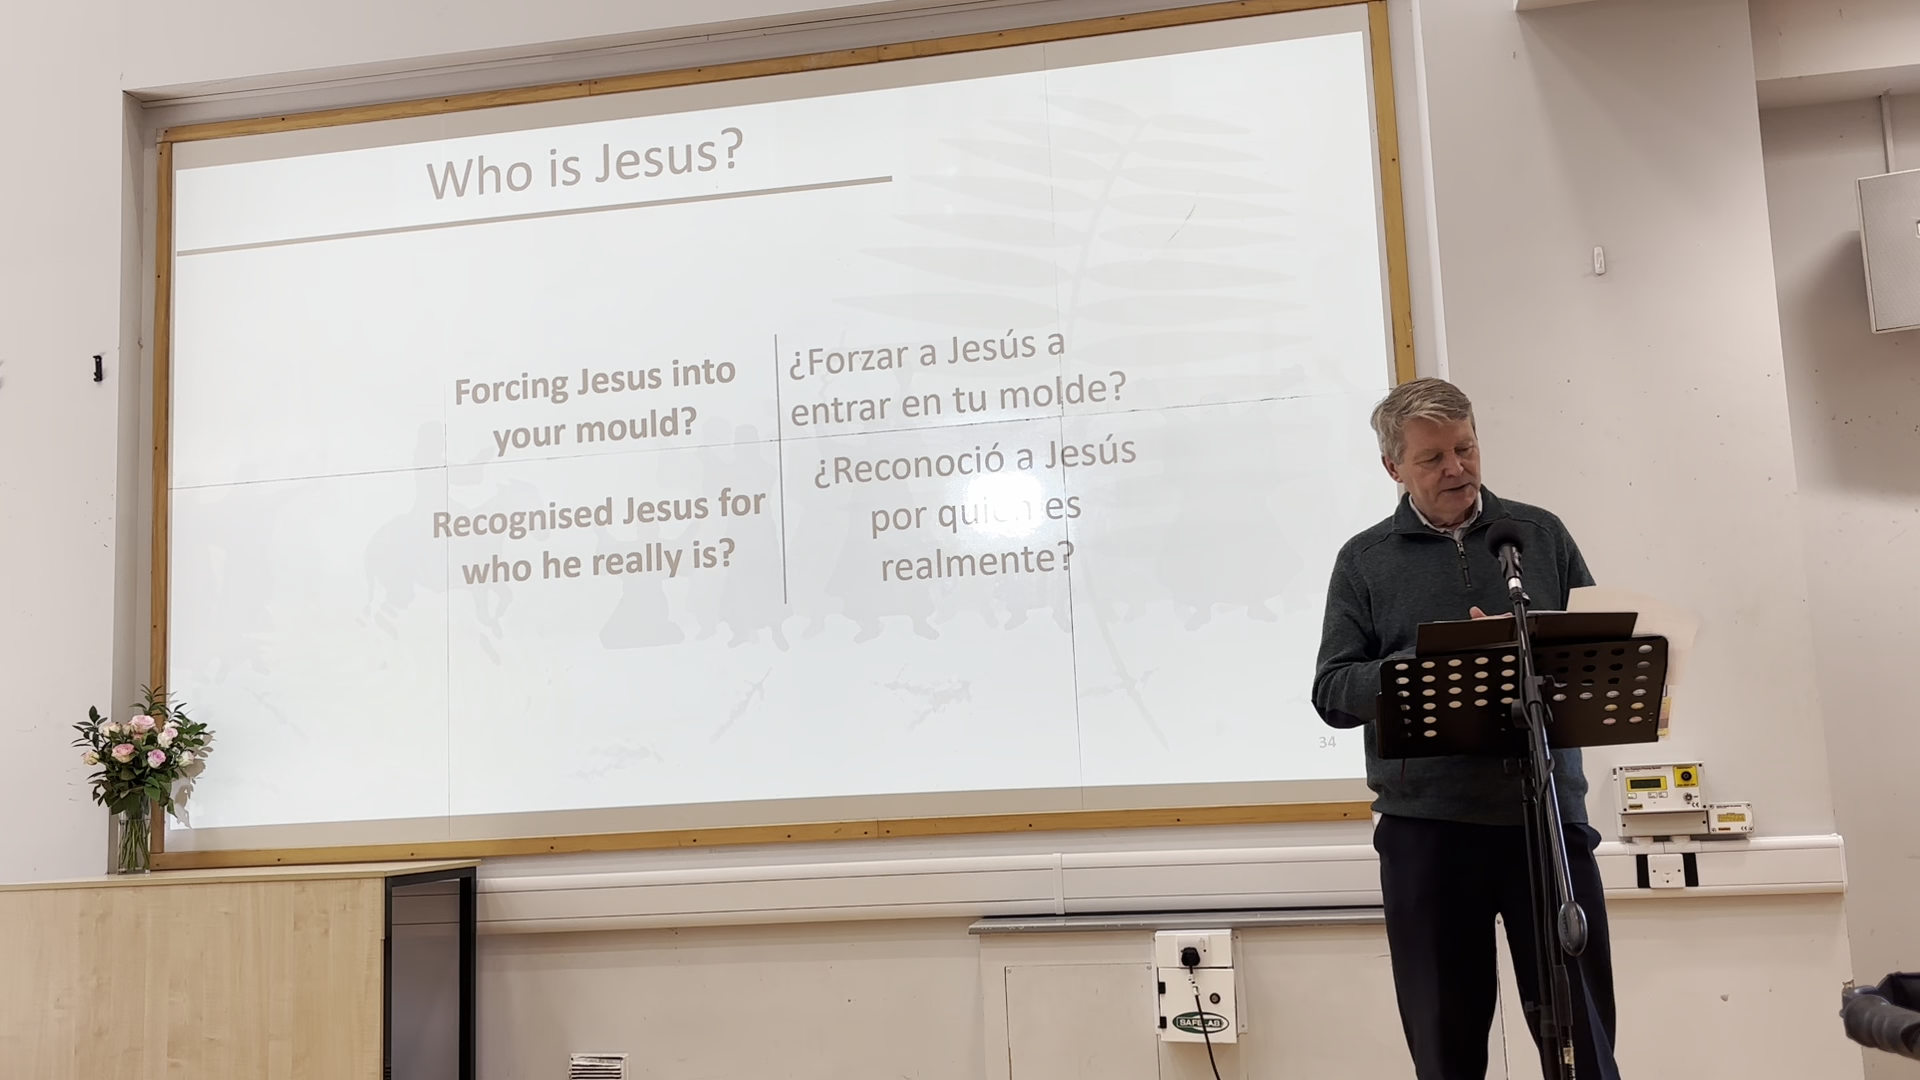 Who is Jesus?
Forcing Jesus into
your mould?
¿Forzar a Jesús a
entrar en tu molde?
Recognised Jesus for
who he really is?
¿Reconoció a Jesús
por quien es
realmente?
34
SAFELAB